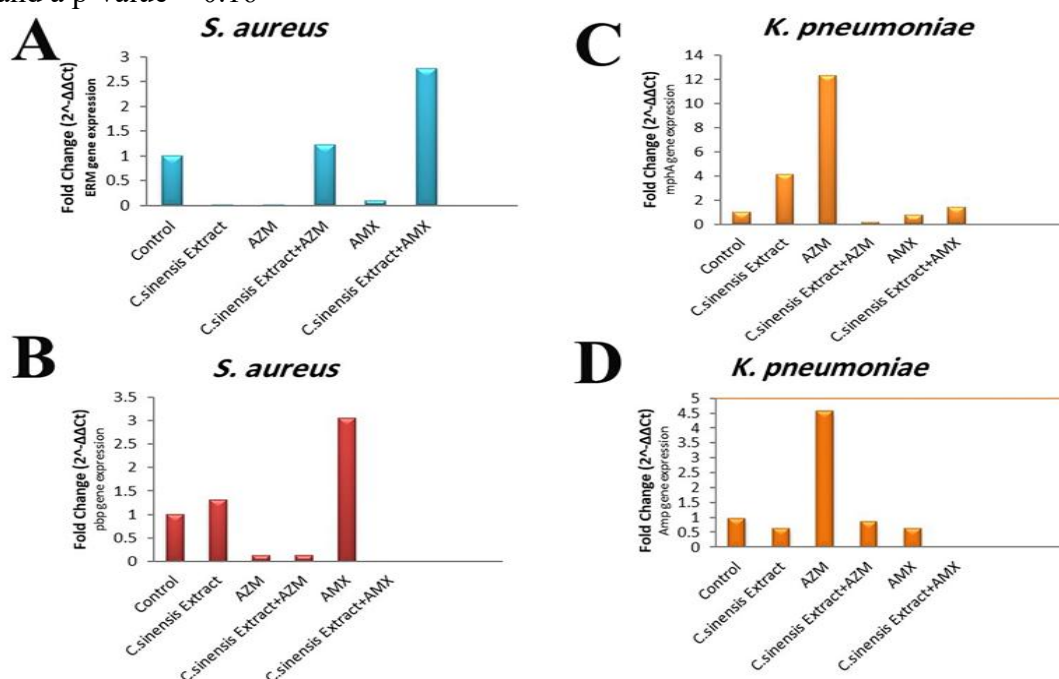 and a p-value = 0.16
A
S. aureus
Fold Change (2^-ΔΔCt)
ERM gene expression
3
2.5
2
1.5
1
0.5
0
Control
C.sinensis Extract
AZM
C.sinensis Extract+AZM
AMX
C.sinensis Extract+AMX
C
K. pneumoniae
Fold Change (2^-ΔΔCt)
mphA gene expression
14
12
10
8
6
4
2
0
Control
C.sinensis Extract
AZM
C.sinensis Extract+AZM
AMX
C.sinensis Extract+AMX
B
S. aureus
Fold Change (2^-ΔΔCt)
pbp gene expression
3.5
3
2.5
2
1.5
1
0.5
0
Control
C.sinensis Extract
AZM
C.sinensis Extract+AZM
AMX
C.sinensis Extract+AMX
D
K. pneumoniae
Fold Change (2^-ΔΔCt)
Amp gene expression
5
4.5
4
3.5
3
2.5
2
1.5
1
0.5
0
Control
C.sinensis Extract
AZM
C.sinensis Extract+AZM
AMX
C.sinensis Extract+AMX